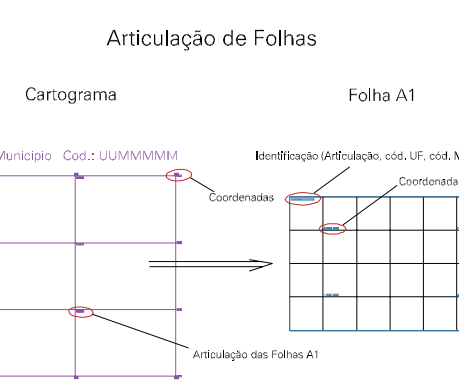 Articulação de Folhas
Cartograma
Folha A1
Municipio Cod.: UUMMMMM
Identificação (Articulação, cód. UF, cód. M
Coordenadas
Coordenada
Articulação das Folhas A1